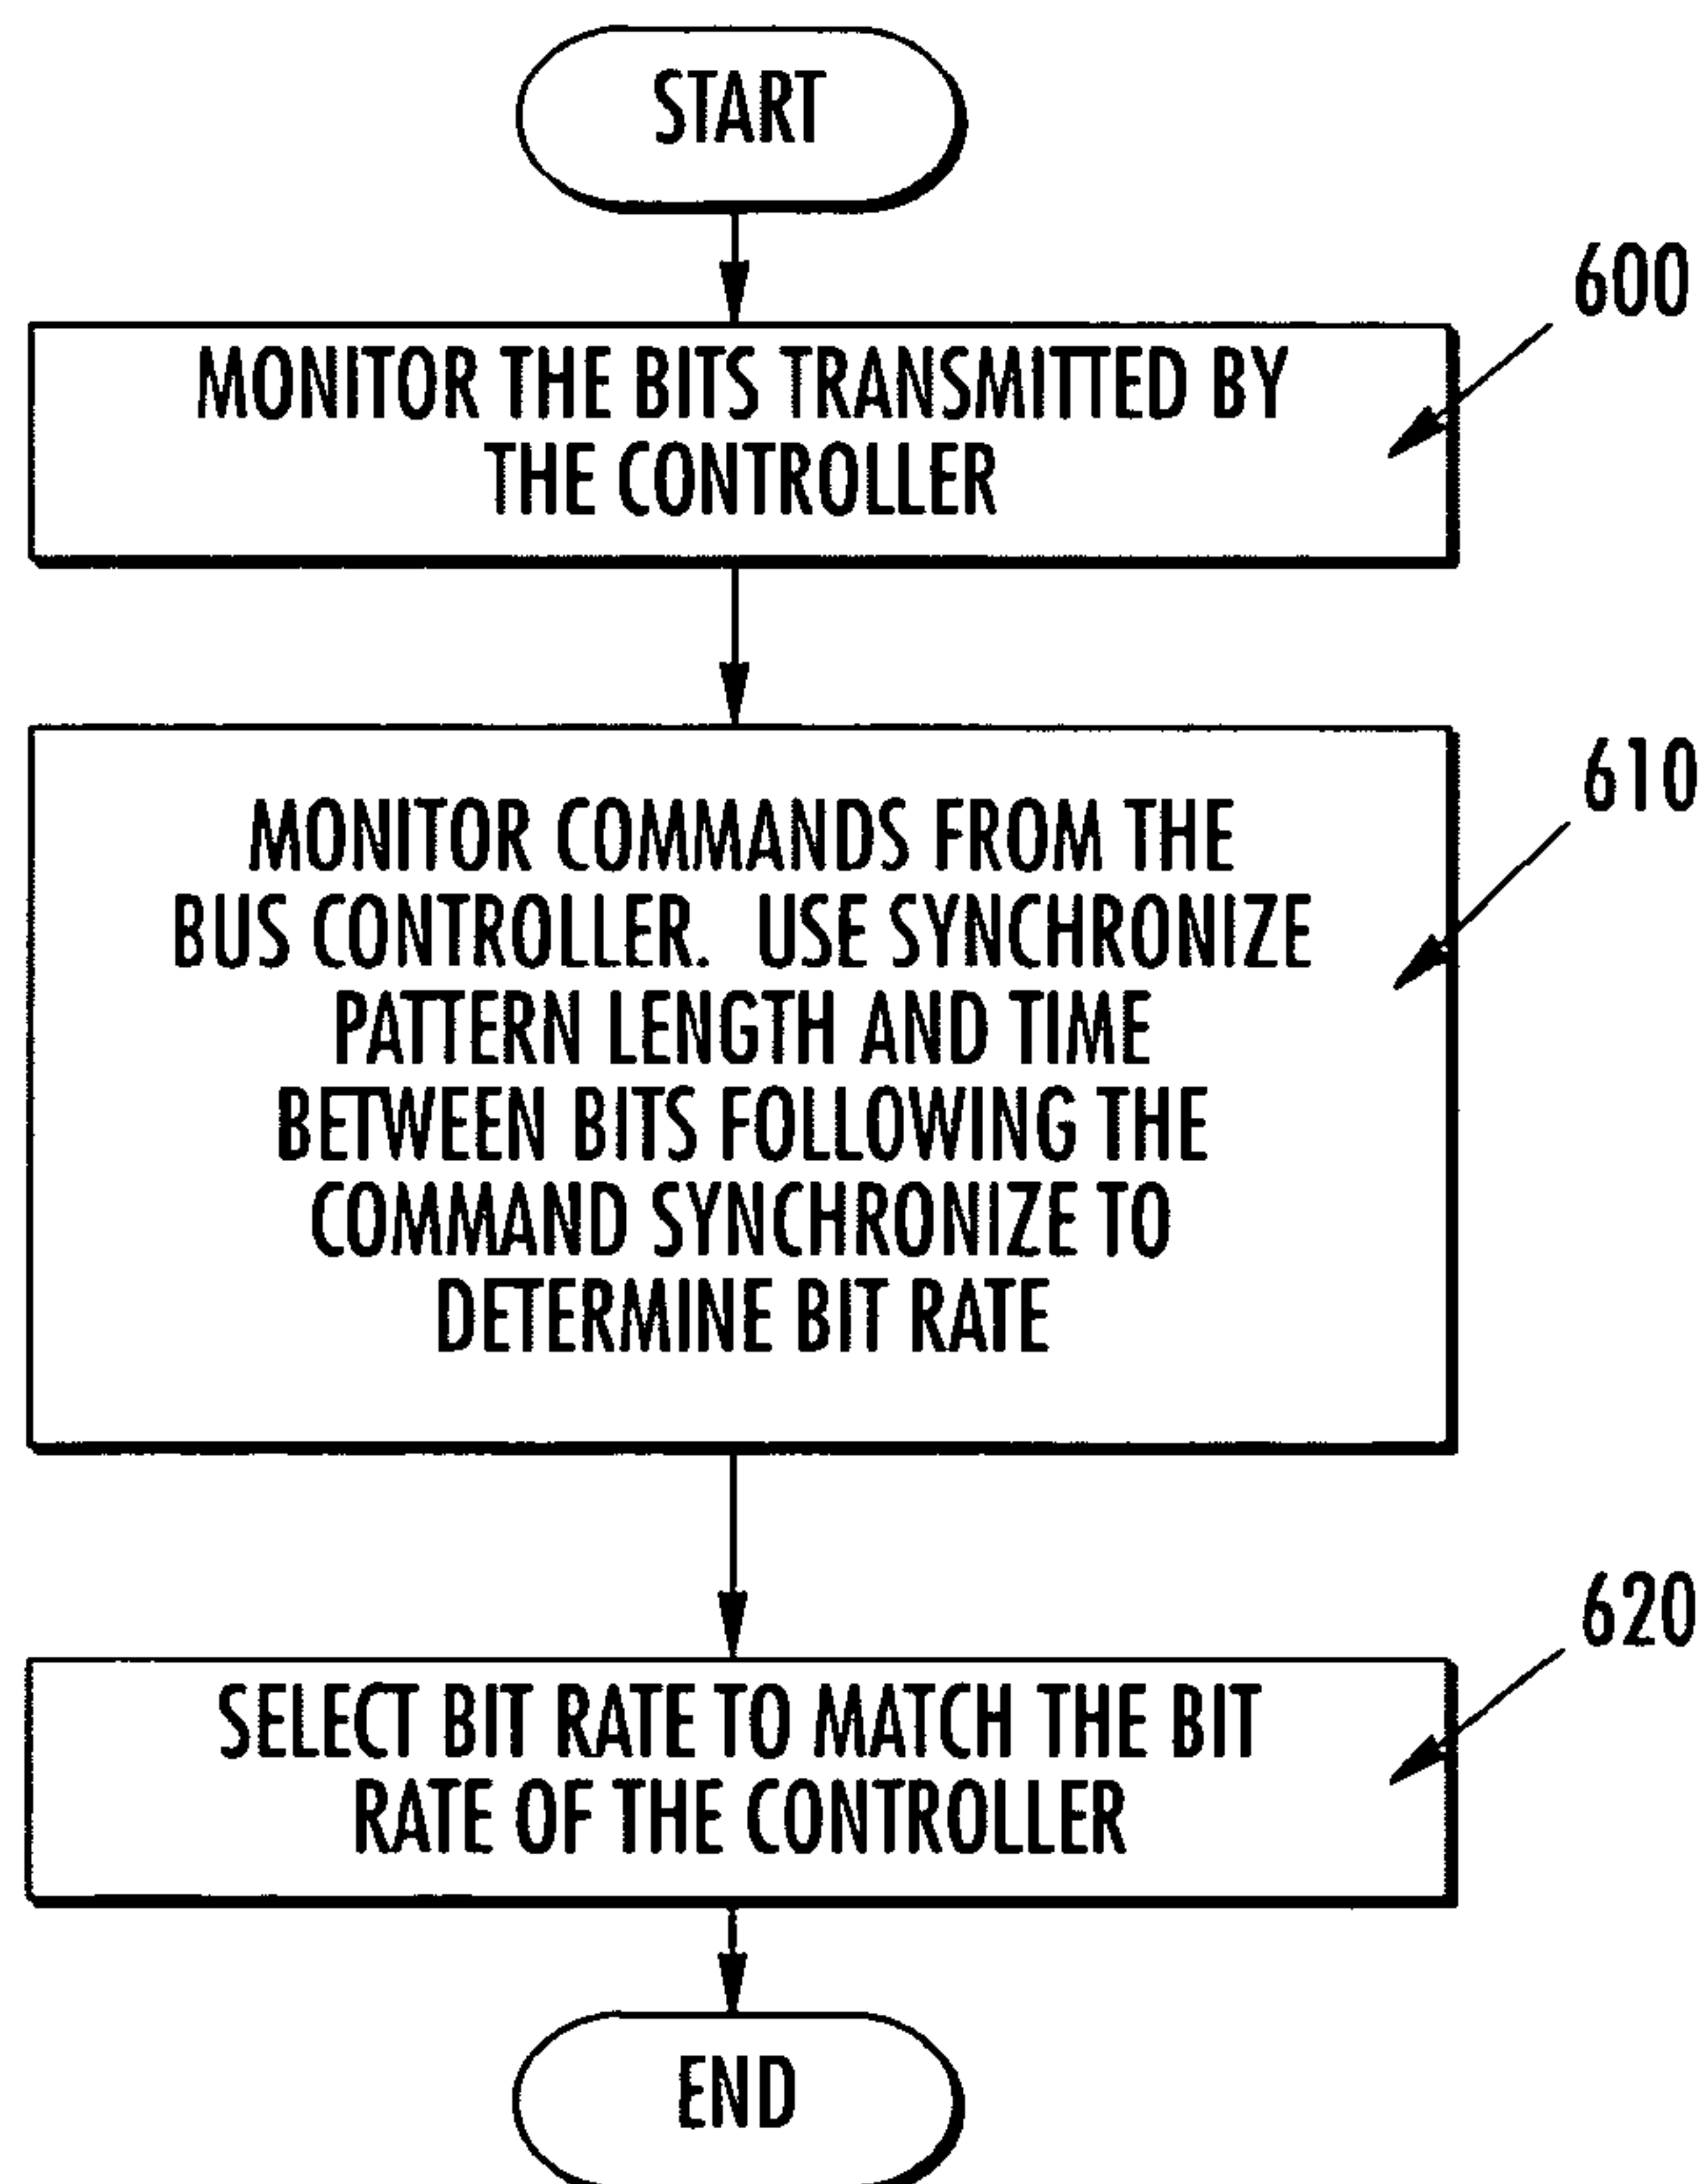 START
600
MONITOR THE BITS TRANSMITTED BY
THE CONTROLLER
610
MONITOR COMMANDS FROM THE
BUS CONTROLLER. USE SYNCHRONIZE
PATTERN LENGTH AND TIME
BETWEEN BITS FOLLOWING THE
COMMAND SYNCHRONIZE TO
DETERMINE BIT RATE
620
SELECT BIT RATE TO MATCH THE BIT
RATE OF THE CONTROLLER
END